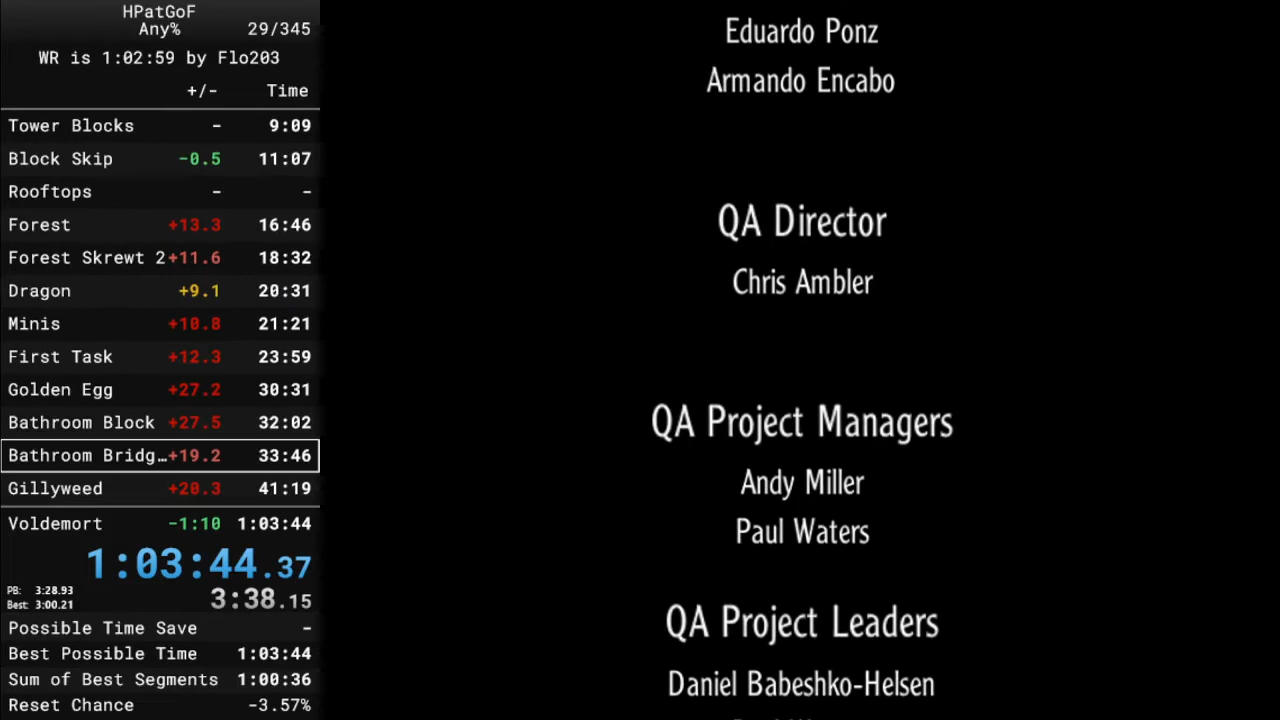 HPatGoF
Any% 29/345
WR is 1:02:59 by Flo203
+/- Time
Tower Blocks - 9:09
Block Skip -0.5 11:07
Rooftops - -
Forest +13.3 16:46
Forest Skrewt 2 +11.6 18:32
Dragon +9.1 20:31
Minis +10.8 21:21
First Task +12.3 23:59
Golden Egg +27.2 30:31
Bathroom Block +27.5 32:02
Bathroom Bridg… +19.2 33:46
Gillyweed +20.3 41:19
Voldemort -1:10 1:03:44
1:03:44.37
PB: 3:28.93
Best: 3:00.21
3:38.15
Possible Time Save -
Best Possible Time 1:03:44
Sum of Best Segments 1:00:36
Reset Chance -3.57%
Eduardo Ponz
Armando Encabo
QA Director
Chris Ambler
QA Project Managers
Andy Miller
Paul Waters
QA Project Leaders
Daniel Babeshko-Helsen